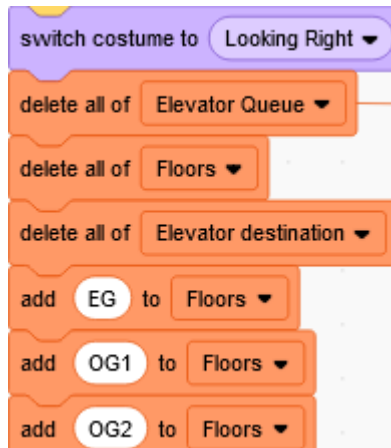 switch costume to Looking Right
delete all of Elevator Queue
delete all of Floors
delete all of Elevator destination
add EG to Floors
add OG1 to Floors
add OG2 to Floors